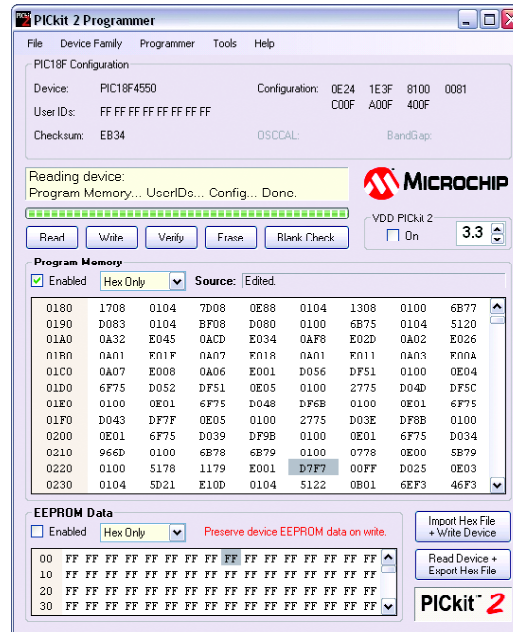 PICkit 2 Programmer
File Device Family Programmer Tools Help
PIC18F Configuration
Device: PIC18F4550 Configuration: 0E24 1E3F 8100 0081
C00F A00F 400F
User IDs: FF FF FF FF FF FF FF FF
Checksum: EB34 OSCCAL: BandGap:
Reading device:
Program Memory... UserIDs... Config... Done.
MICROCHIP
VDD PICkit 2
On 3.3
Read Write Verify Erase Blank Check
Program Memory
Enabled Hex Only Source: Edited.
0180 1708 0104 7D08 0E88 0104 1308 0100 6B77
0190 D083 0104 BF08 D080 0100 6B75 0104 5120
01A0 0A32 E045 0ACD E034 0AF8 E02D 0A02 E026
01B0 0A01 E01F 0A07 E018 0A01 E011 0A03 E00A
01C0 0A07 E008 0A06 E001 D056 DF51 0100 0E04
01D0 6F75 D052 DF51 0E05 0100 2775 D04D DF5C
01E0 0100 0E01 6F75 D048 DF6B 0100 0E01 6F75
01F0 D043 DF7F 0E05 0100 2775 D03E DF8B 0100
0200 0E01 6F75 D039 DF9B 0100 0E01 6F75 D034
0210 966D 0100 6B78 6B79 0100 0778 0E00 5B79
0220 0100 5178 1179 E001 D7F7 00FF D025 0E03
0230 0104 5D21 E10D 0104 5122 0B01 6EF3 46F3
EEPROM Data
Enabled Hex Only Preserve device EEPROM data on write.
Import Hex File
+ Write Device
00 FF FF FF FF FF FF FF FF FF FF FF FF FF FF FF FF
10 FF FF FF FF FF FF FF FF FF FF FF FF FF FF FF FF
20 FF FF FF FF FF FF FF FF FF FF FF FF FF FF FF FF
30 FF FF FF FF FF FF FF FF FF FF FF FF FF FF FF FF
Read Device +
Export Hex File
PICkit™ 2